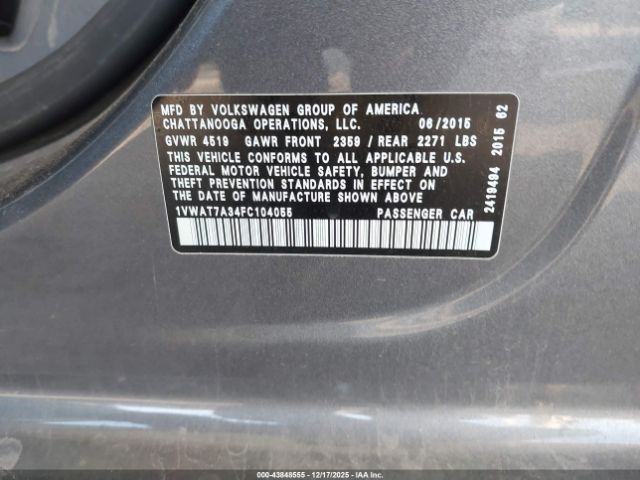 MFD BY VOLKSWAGEN GROUP OF AMERICA
CHATTANOOGA OPERATIONS, LLC. 06/2015
GVWR 4519 GAWR FRONT 2359 / REAR 2271 LBS
THIS VEHICLE CONFORMS TO ALL APPLICABLE U.S.
FEDERAL MOTOR VEHICLE SAFETY, BUMPER AND
THEFT PREVENTION STANDARDS IN EFFECT ON
THE DATE OF MANUFACTURE SHOWN ABOVE
1VWAT7A34FC104055 PASSENGER CAR
2419494 2015 62
© 43848555 - 12/17/2025 - IAA, Inc.